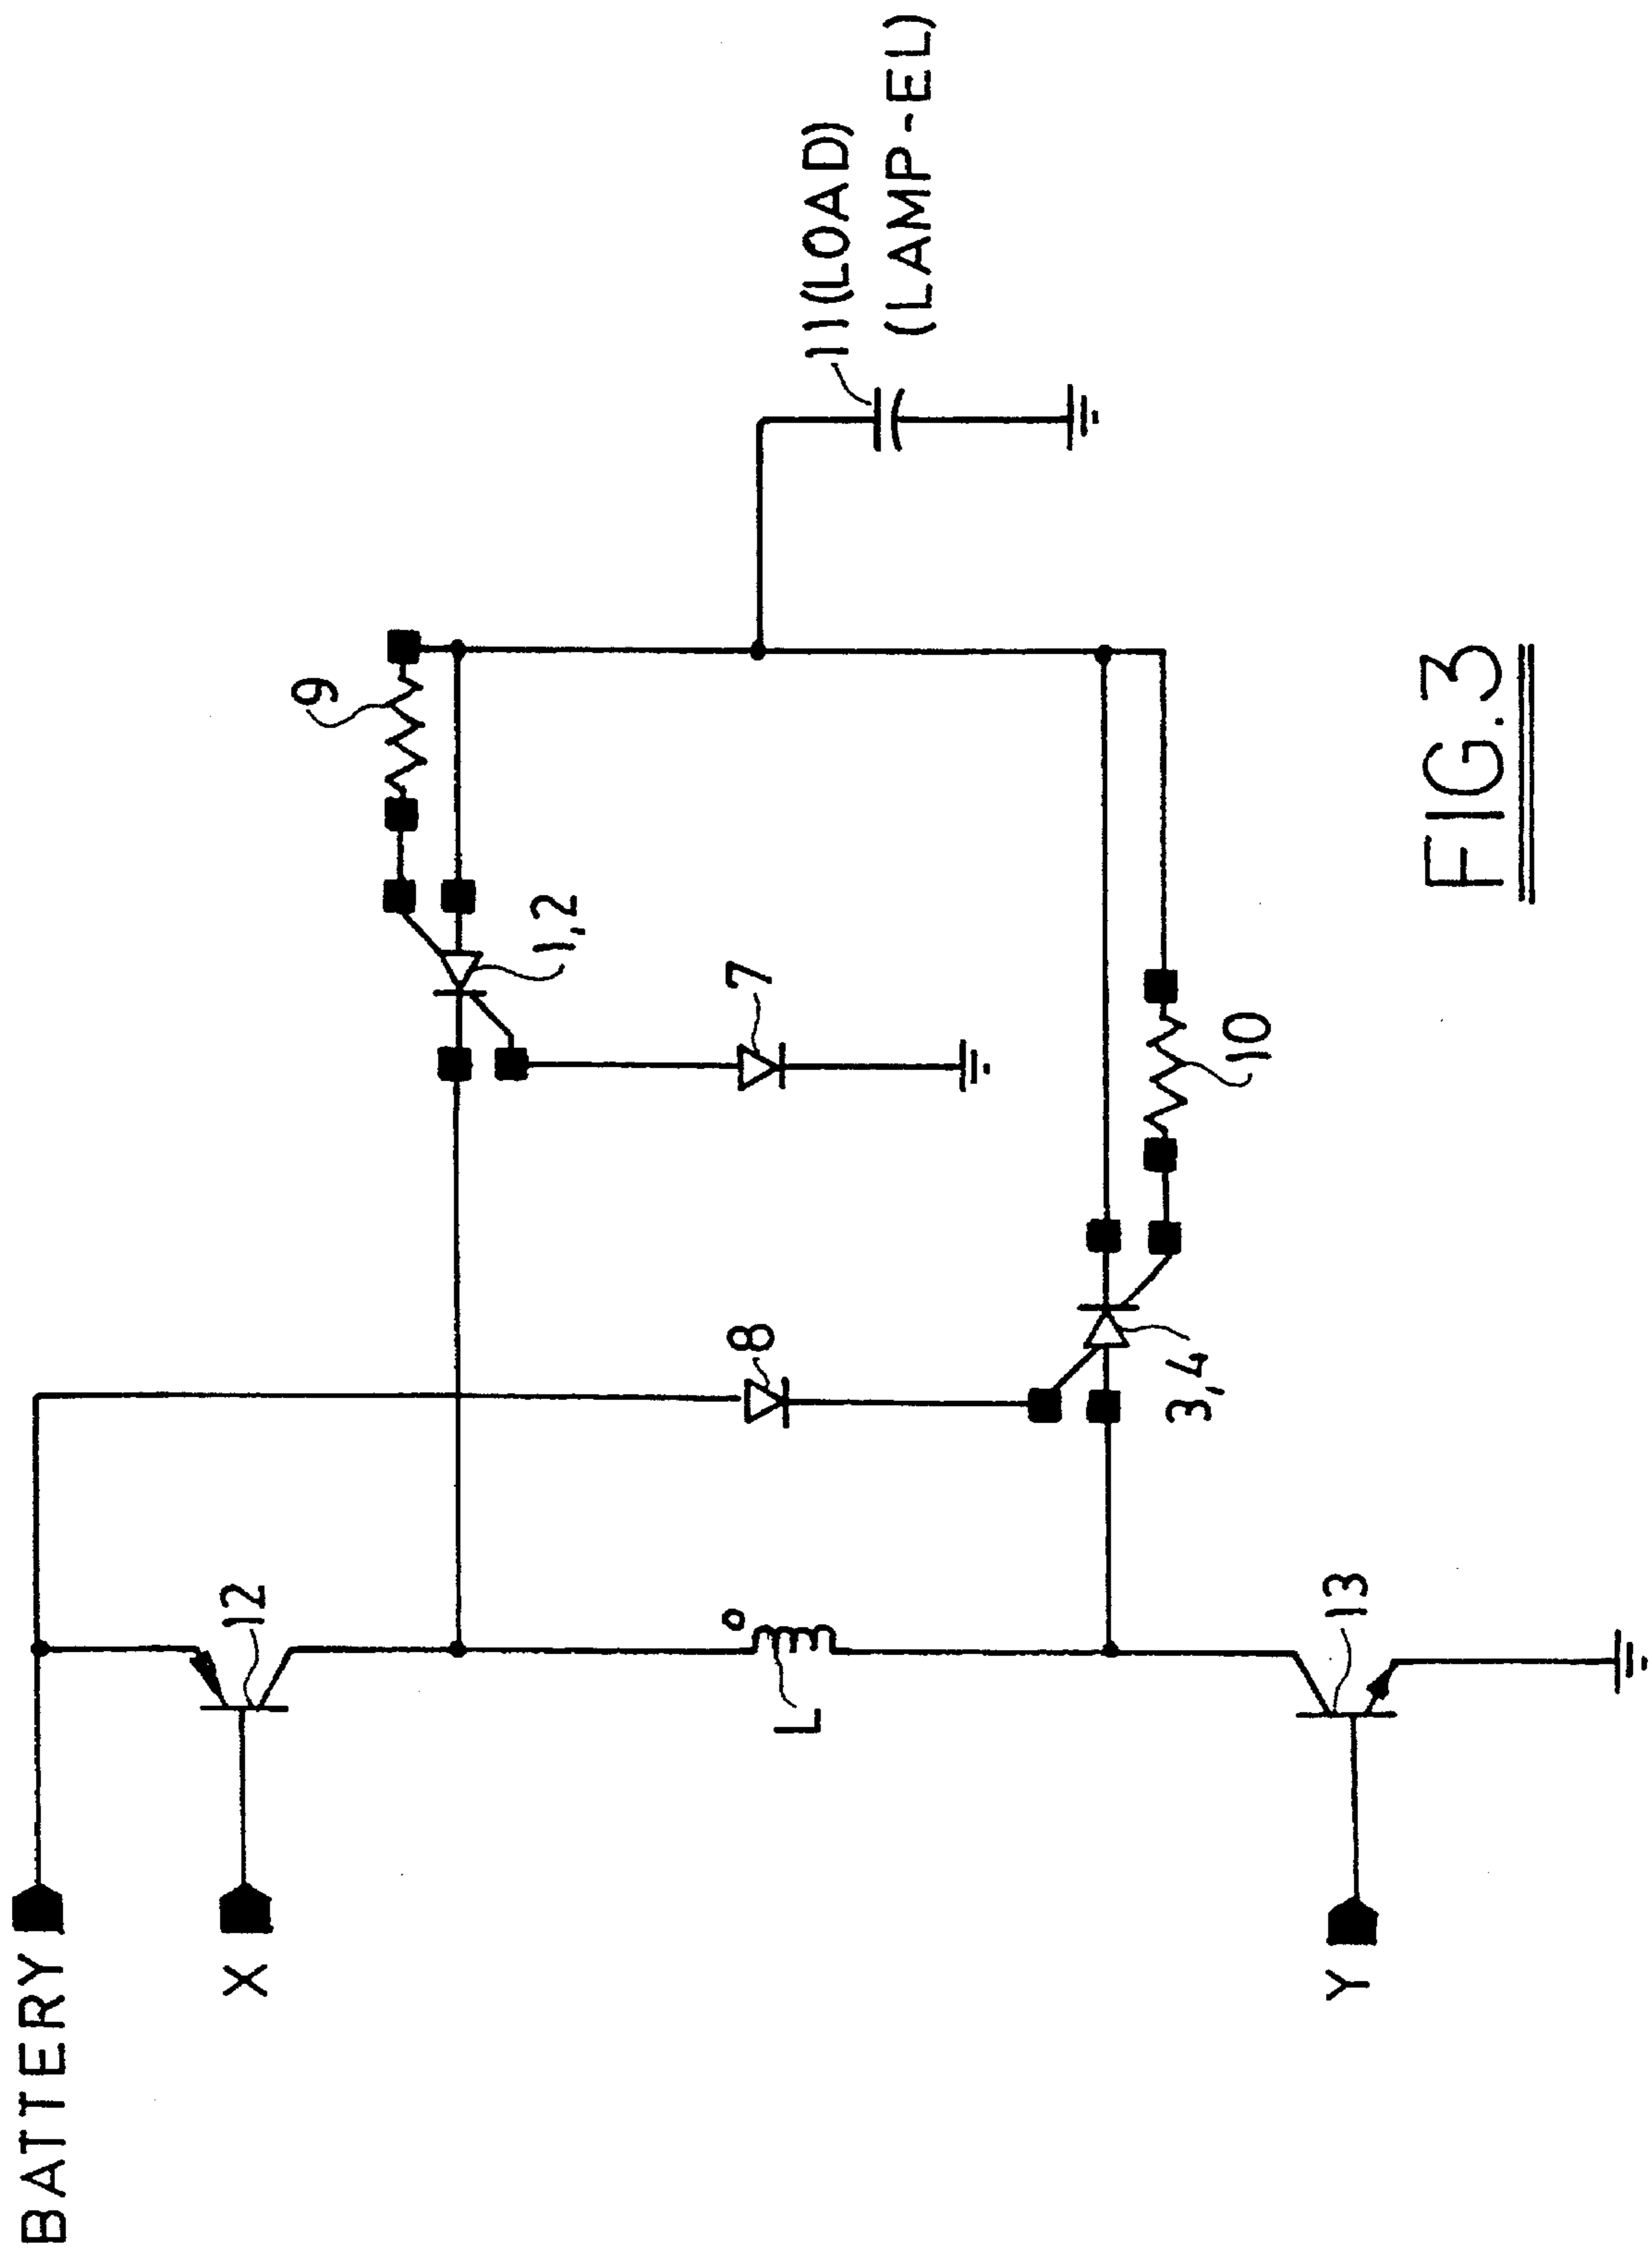 BATTERY
X
12
8
9
1,2
7
L
11(LOAD)
(LAMP-EL)
3,4
10
13
Y
FIG.3